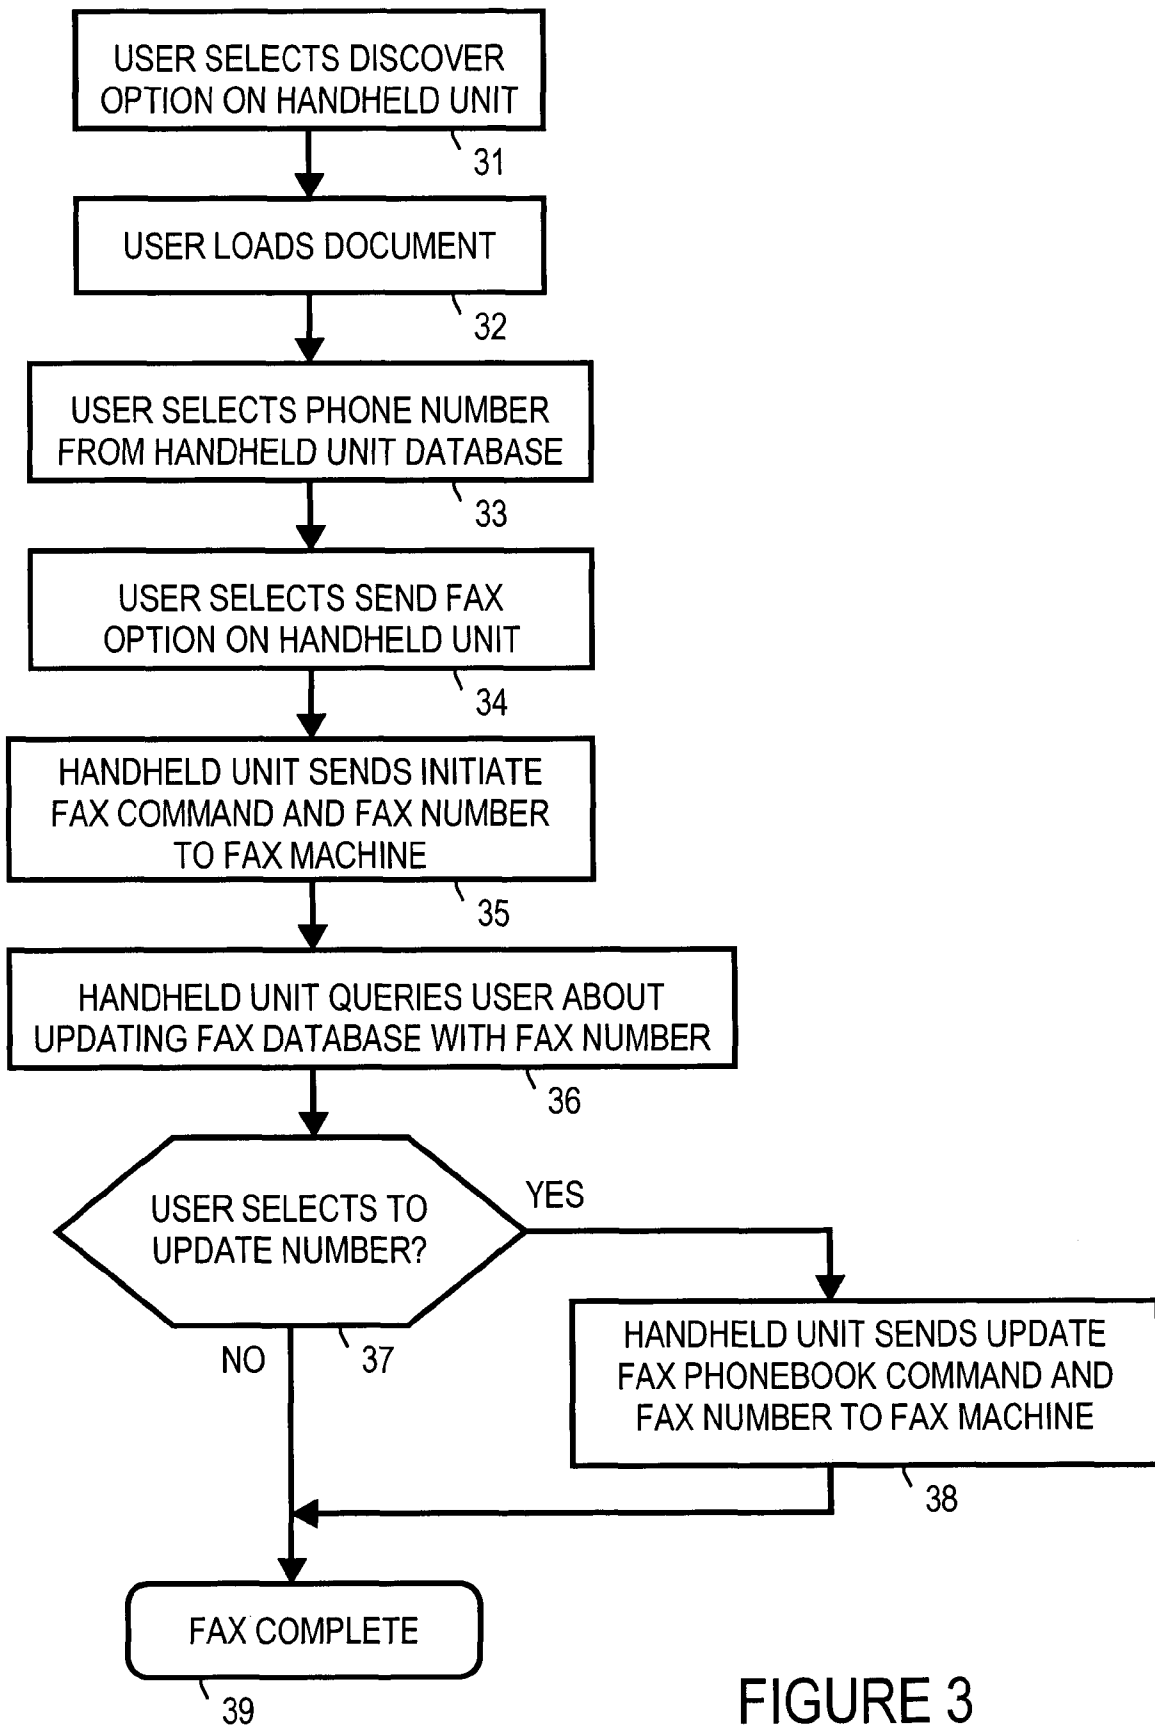 USER SELECTS DISCOVER
OPTION ON HANDHELD UNIT
31
USER LOADS DOCUMENT
32
USER SELECTS PHONE NUMBER
FROM HANDHELD UNIT DATABASE
33
USER SELECTS SEND FAX
OPTION ON HANDHELD UNIT
34
HANDHELD UNIT SENDS INITIATE
FAX COMMAND AND FAX NUMBER
TO FAX MACHINE
35
HANDHELD UNIT QUERIES USER ABOUT
UPDATING FAX DATABASE WITH FAX NUMBER
36
USER SELECTS TO
UPDATE NUMBER?
YES
NO
37
HANDHELD UNIT SENDS UPDATE
FAX PHONEBOOK COMMAND AND
FAX NUMBER TO FAX MACHINE
38
FAX COMPLETE
39
FIGURE 3